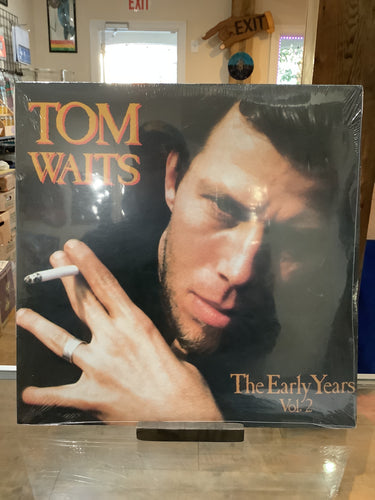 EXIT
EXIT
TOM
WAITS
The Early Years
Vol. 2